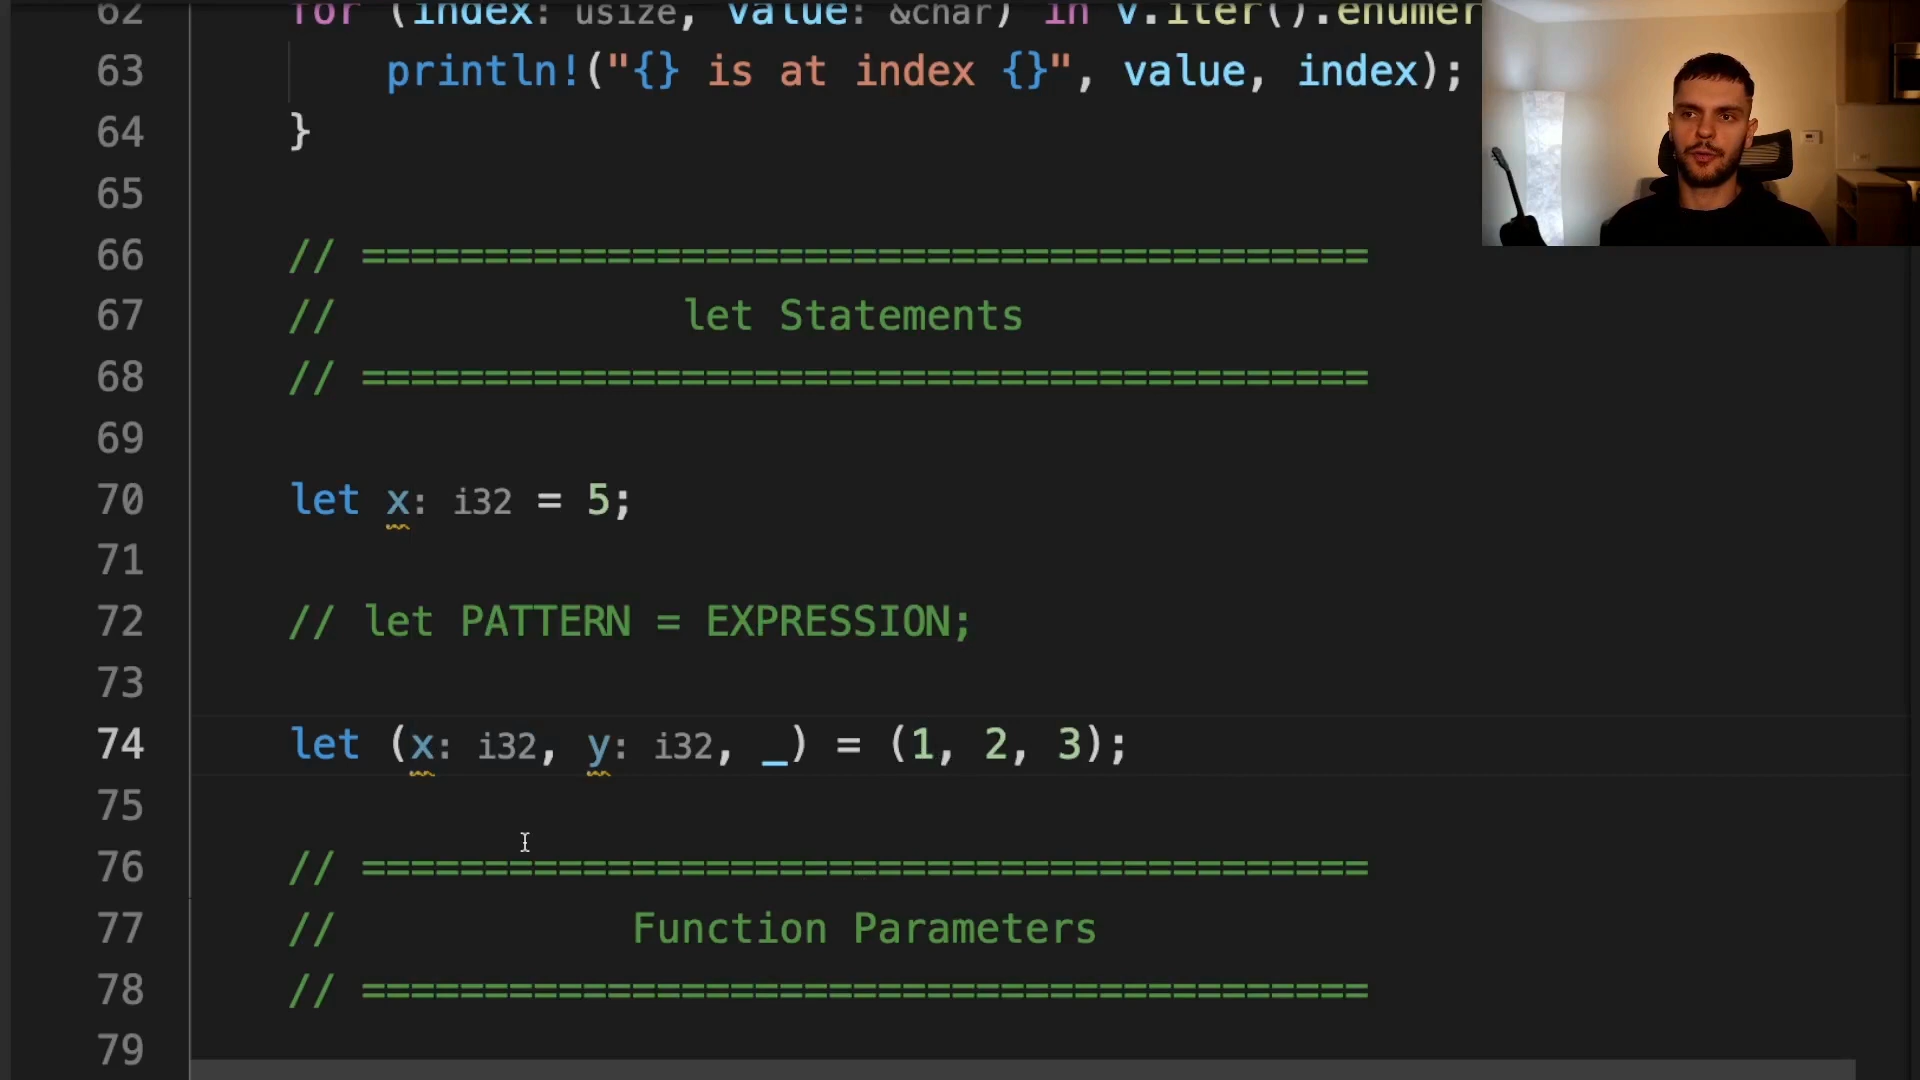 62 for (index: usize, value: &char) in v.iter().enumer
63 println!("{} is at index {}", value, index);
64 }
65
66 // =========================================
67 // let Statements
68 // =========================================
69
70 let x: i32 = 5;
71
72 // let PATTERN = EXPRESSION;
73
74 let (x: i32, y: i32, _) = (1, 2, 3);
75
76 // =========================================
77 // Function Parameters
78 // =========================================
79